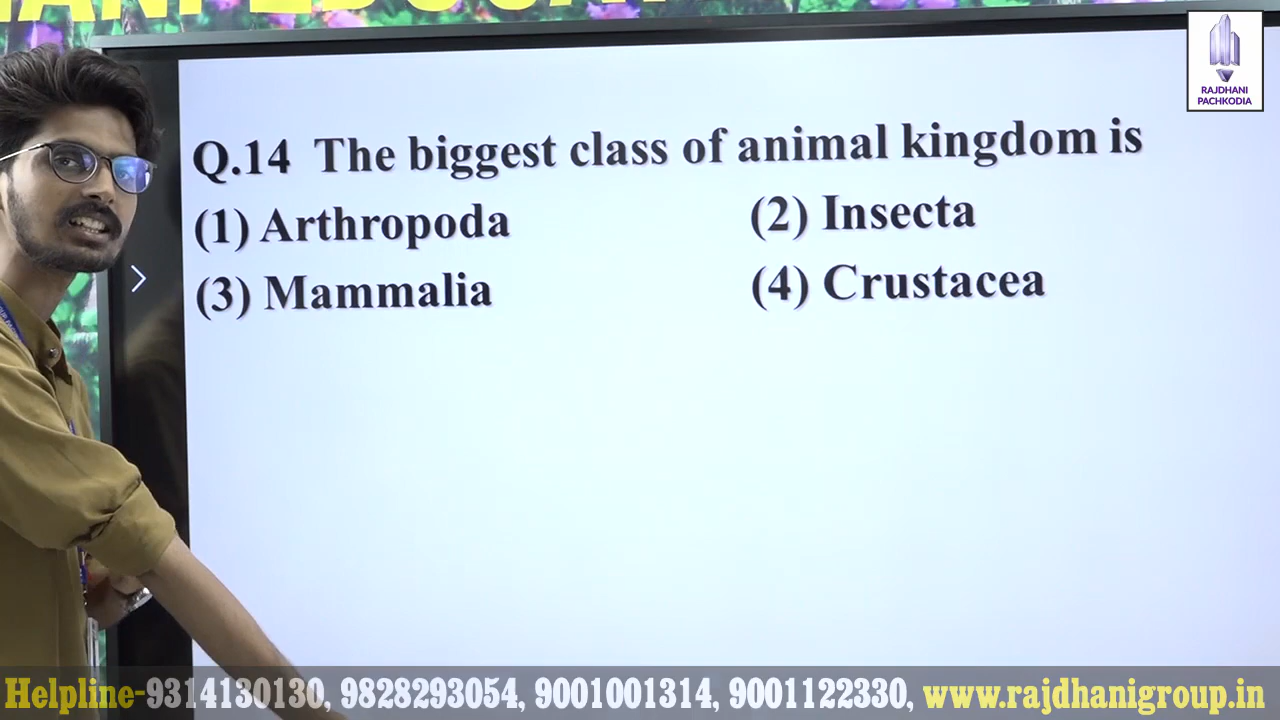 RAJDHANI
PACHKODIA
Q.14 The biggest class of animal kingdom is
(1) Arthropoda (2) Insecta
(3) Mammalia (4) Crustacea
Helpline-9314130130, 9828293054, 9001001314, 9001122330, www.rajdhanigroup.in